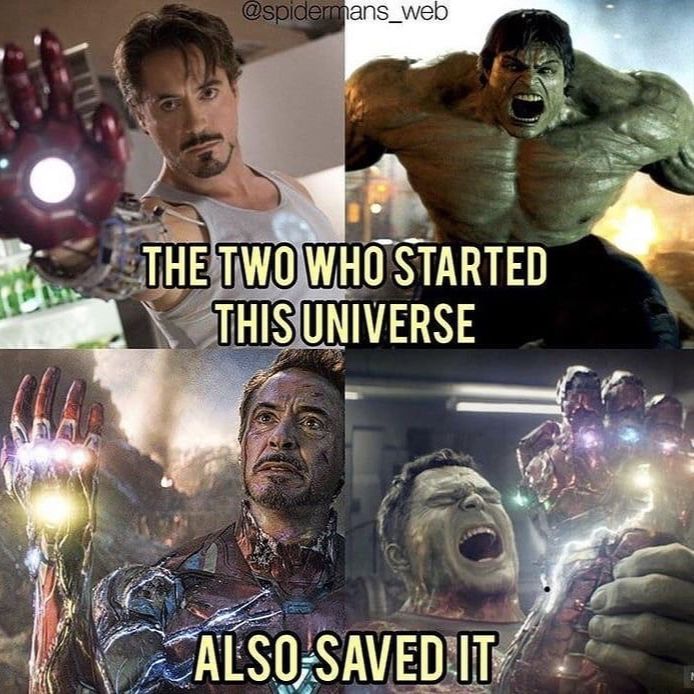 @spidermans_web
THE TWO WHO STARTED
THIS UNIVERSE
ALSO SAVED IT